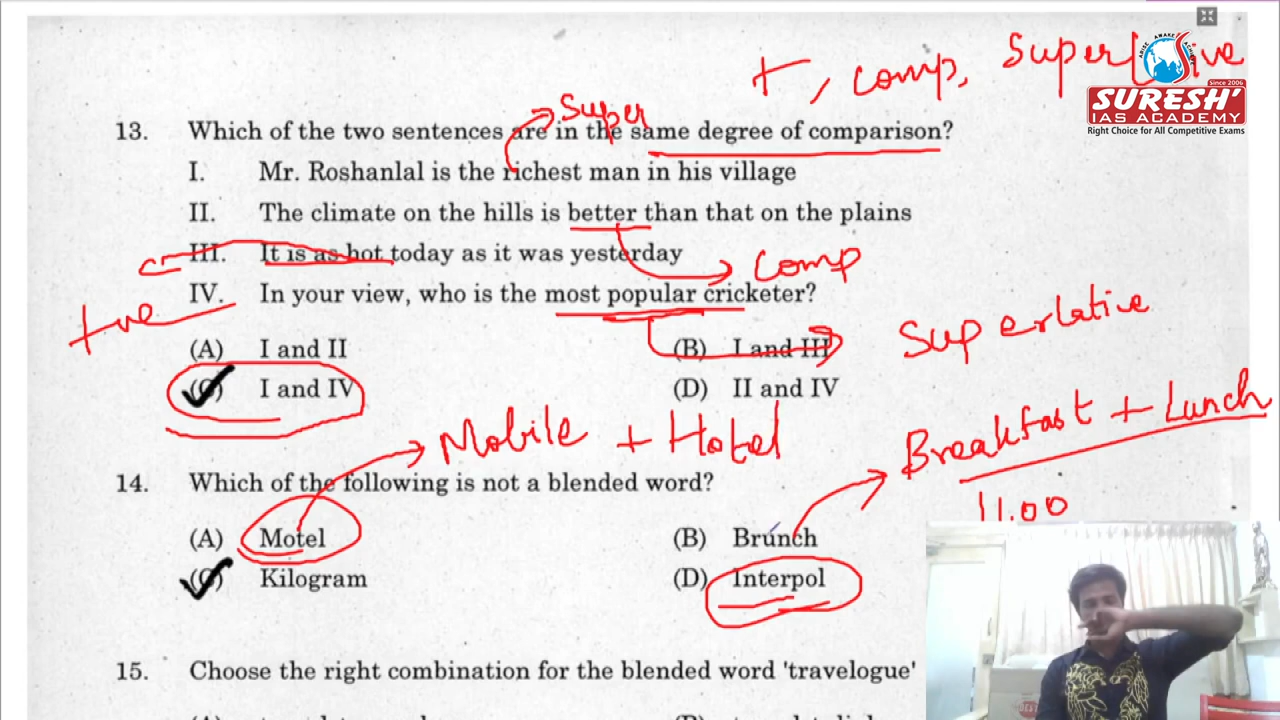 +, comp, Superlative
ARISE AWAKE ACHIEVE
Since 2006
SURESH'
IAS ACADEMY
Right Choice for All Competitive Exams
Super
13. Which of the two sentences are in the same degree of comparison?
I. Mr. Roshanlal is the richest man in his village
II. The climate on the hills is better than that on the plains
III. It is as hot today as it was yesterday
Comp
IV. In your view, who is the most popular cricketer?
+ve
Superlative
(A) I and II (B) I and III
(C) I and IV (D) II and IV
Mobile + Hotel
Breakfast + Lunch
11.00
14. Which of the following is not a blended word?
(A) Motel (B) Brunch
(C) Kilogram (D) Interpol
15. Choose the right combination for the blended word 'travelogue'